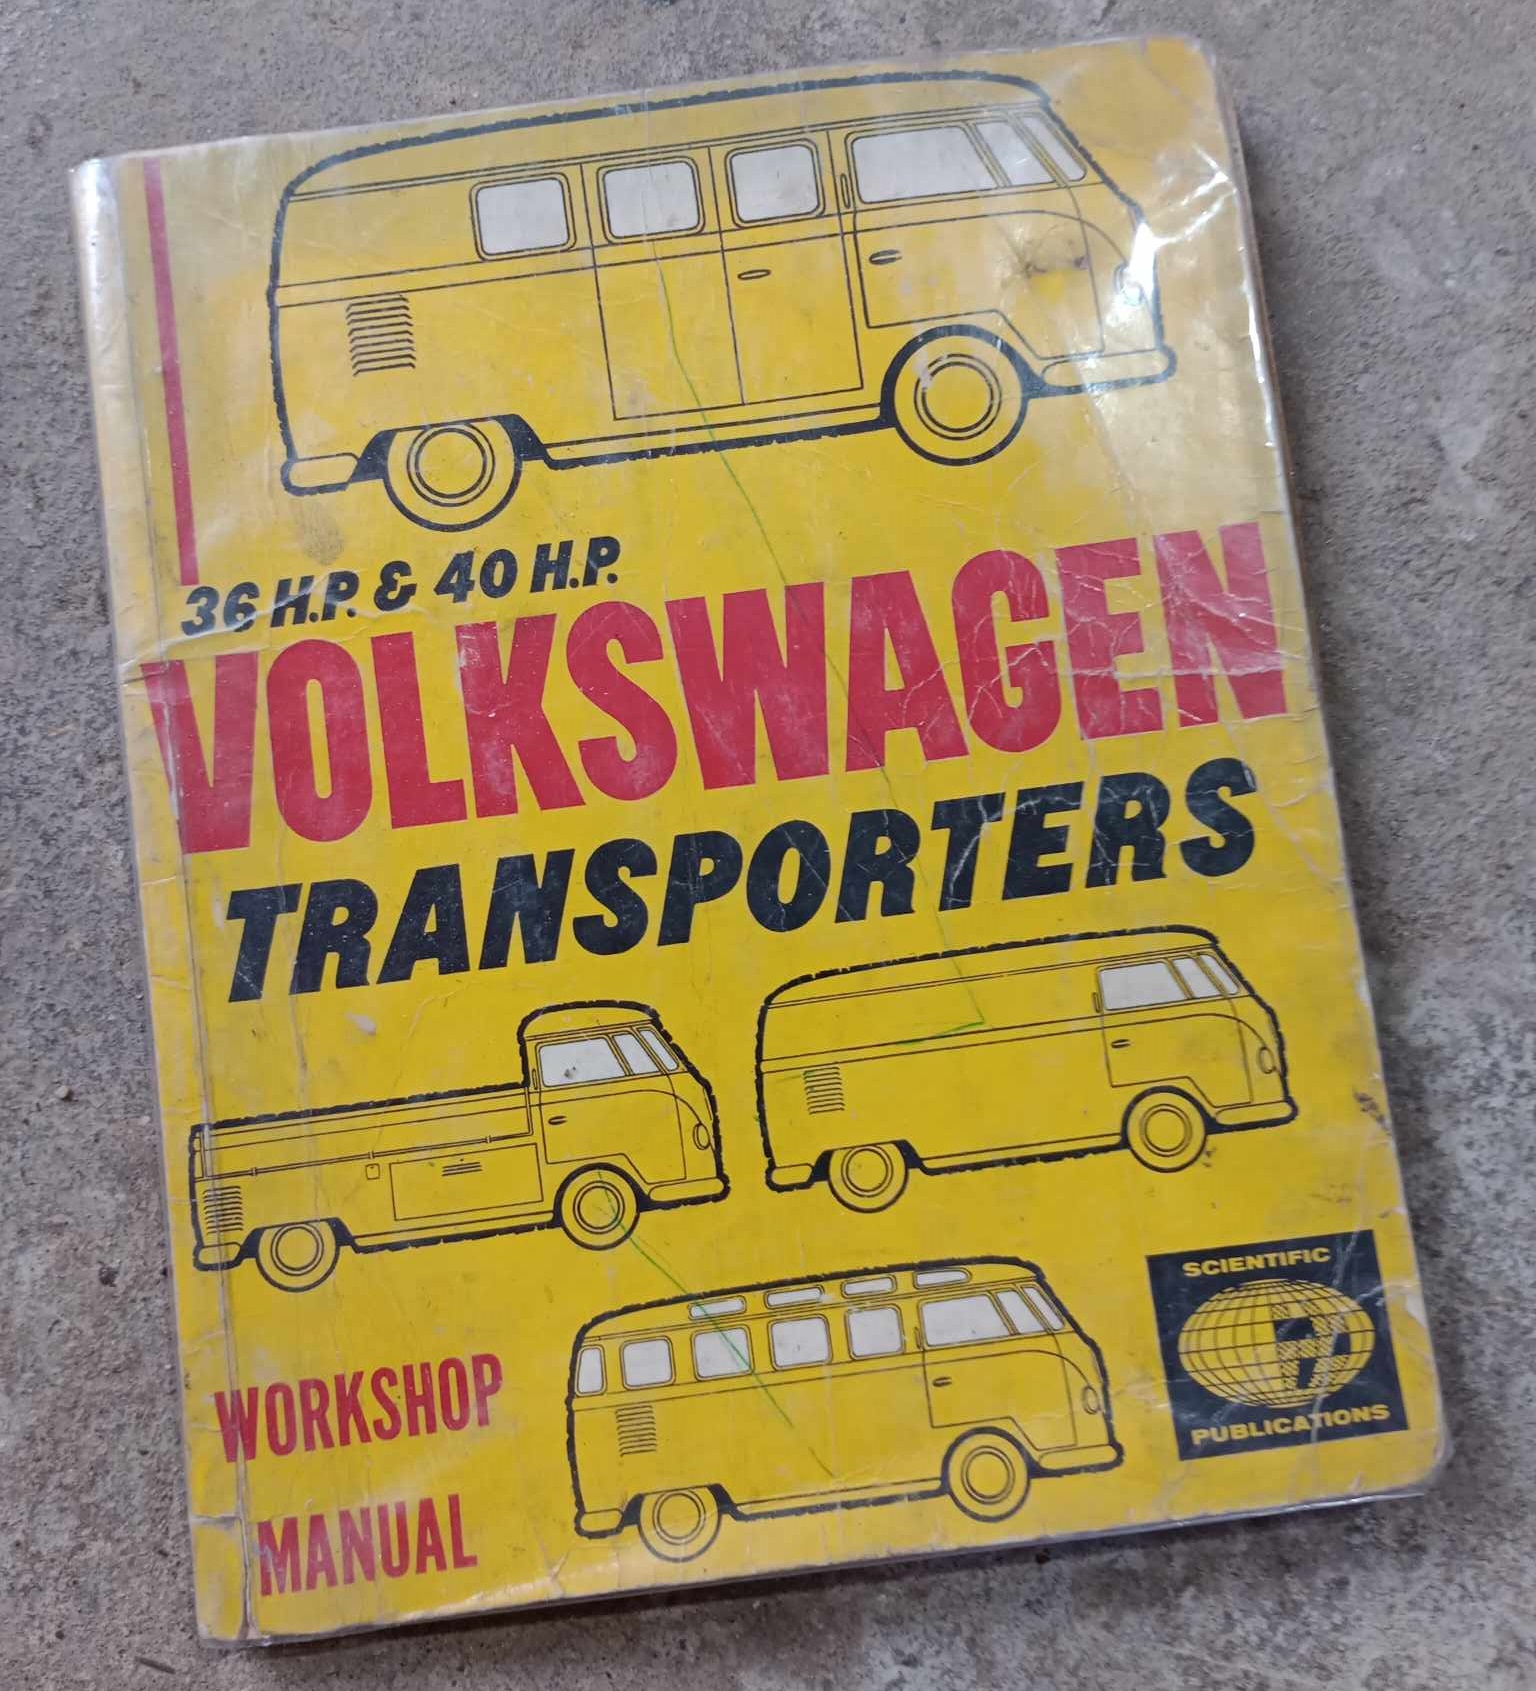 36 H.P. & 40 H.P.
VOLKSWAGEN
TRANSPORTERS
WORKSHOP
MANUAL
SCIENTIFIC
PUBLICATIONS